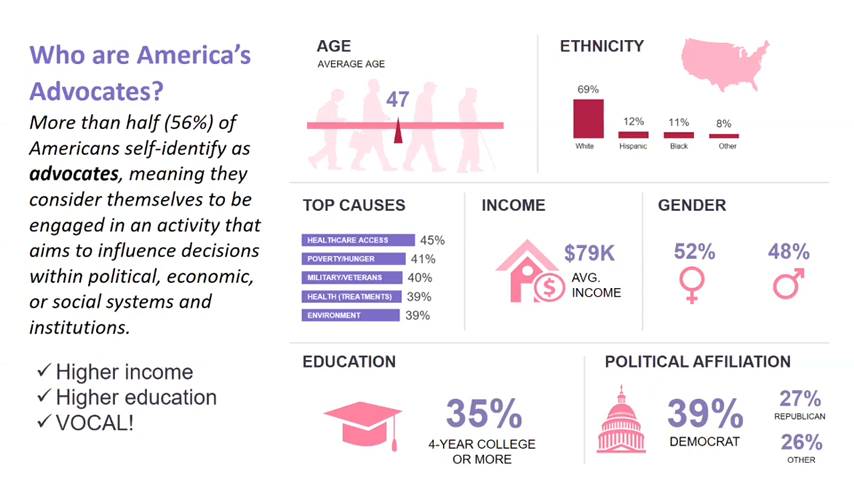 Who are America's
Advocates?
More than half (56%) of
Americans self-identify as
advocates, meaning they
consider themselves to be
engaged in an activity that
aims to influence decisions
within political, economic,
or social systems and
institutions.
✓ Higher income
✓ Higher education
✓ VOCAL!
AGE
AVERAGE AGE
47
ETHNICITY
69%
12%
11%
8%
White
Hispanic
Black
Other
TOP CAUSES
HEALTHCARE ACCESS 45%
POVERTY/HUNGER 41%
MILITARY/VETERANS 40%
HEALTH (TREATMENTS) 39%
ENVIRONMENT 39%
INCOME
$
$79K
AVG.
INCOME
GENDER
52%
48%
EDUCATION
35%
4-YEAR COLLEGE
OR MORE
POLITICAL AFFILIATION
39%
DEMOCRAT
27%
REPUBLICAN
26%
OTHER